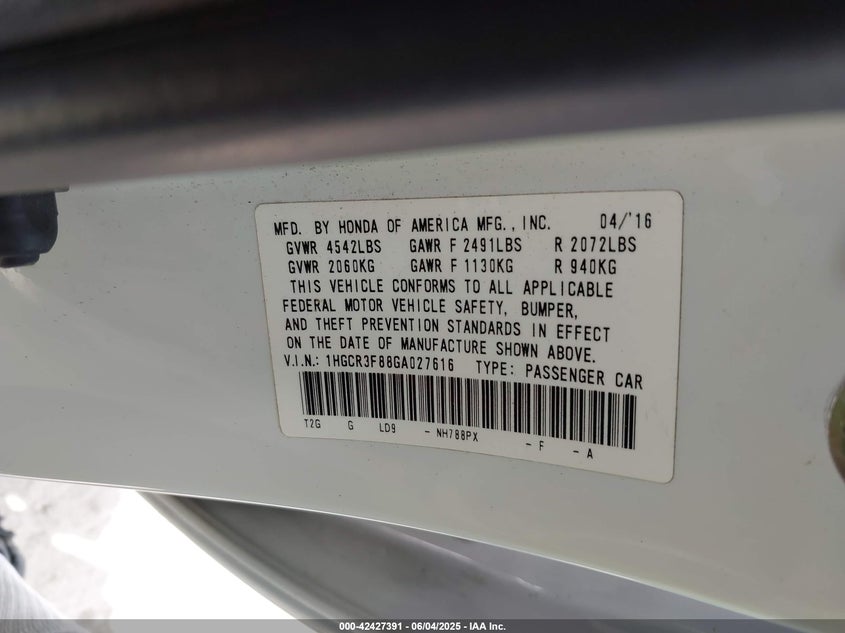 MFD. BY HONDA OF AMERICA MFG., INC. 04/'16
GVWR 4542LBS GAWR F 2491LBS R 2072LBS
GVWR 2060KG GAWR F 1130KG R 940KG
THIS VEHICLE CONFORMS TO ALL APPLICABLE
FEDERAL MOTOR VEHICLE SAFETY, BUMPER,
AND THEFT PREVENTION STANDARDS IN EFFECT
ON THE DATE OF MANUFACTURE SHOWN ABOVE.
V.I.N.: 1HGCR3F88GA027616 TYPE: PASSENGER CAR
T2G G LD9 - NH788PX - F - A
000-42427391 - 06/04/2025 - IAA Inc.